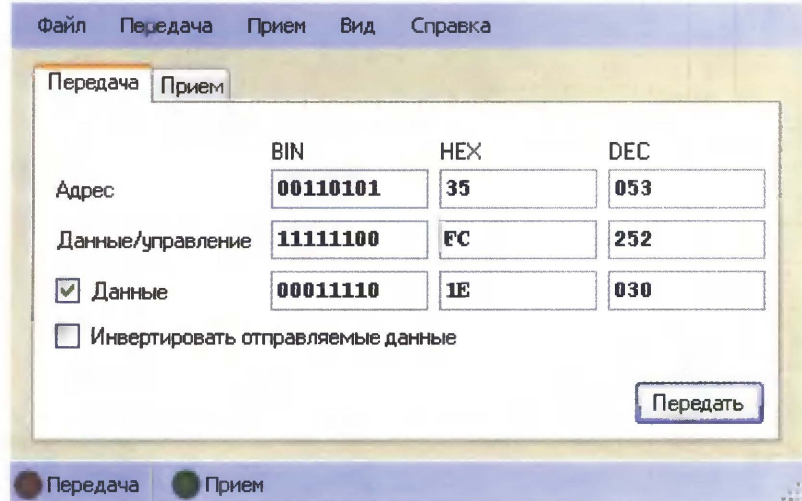 Файл Передача Прием Вид Справка
Передача Прием
BIN HEX DEC
Адрес 00110101 35 053
Данные/управление 11111100 FC 252
Данные 00011110 1E 030
Инвертировать отправляемые данные
Передать
Передача Прием